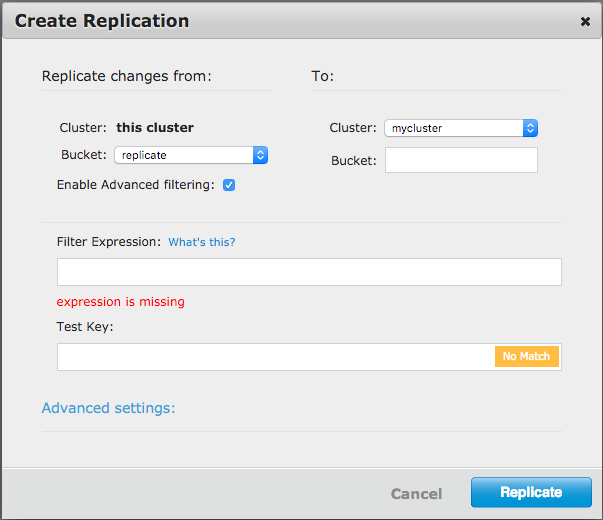 Create Replication
Replicate changes from: To:
Cluster: this cluster Cluster: mycluster
Bucket: replicate Bucket:
Enable Advanced filtering:
Filter Expression: What's this?
expression is missing
Test Key:
No Match
Advanced settings:
Cancel Replicate